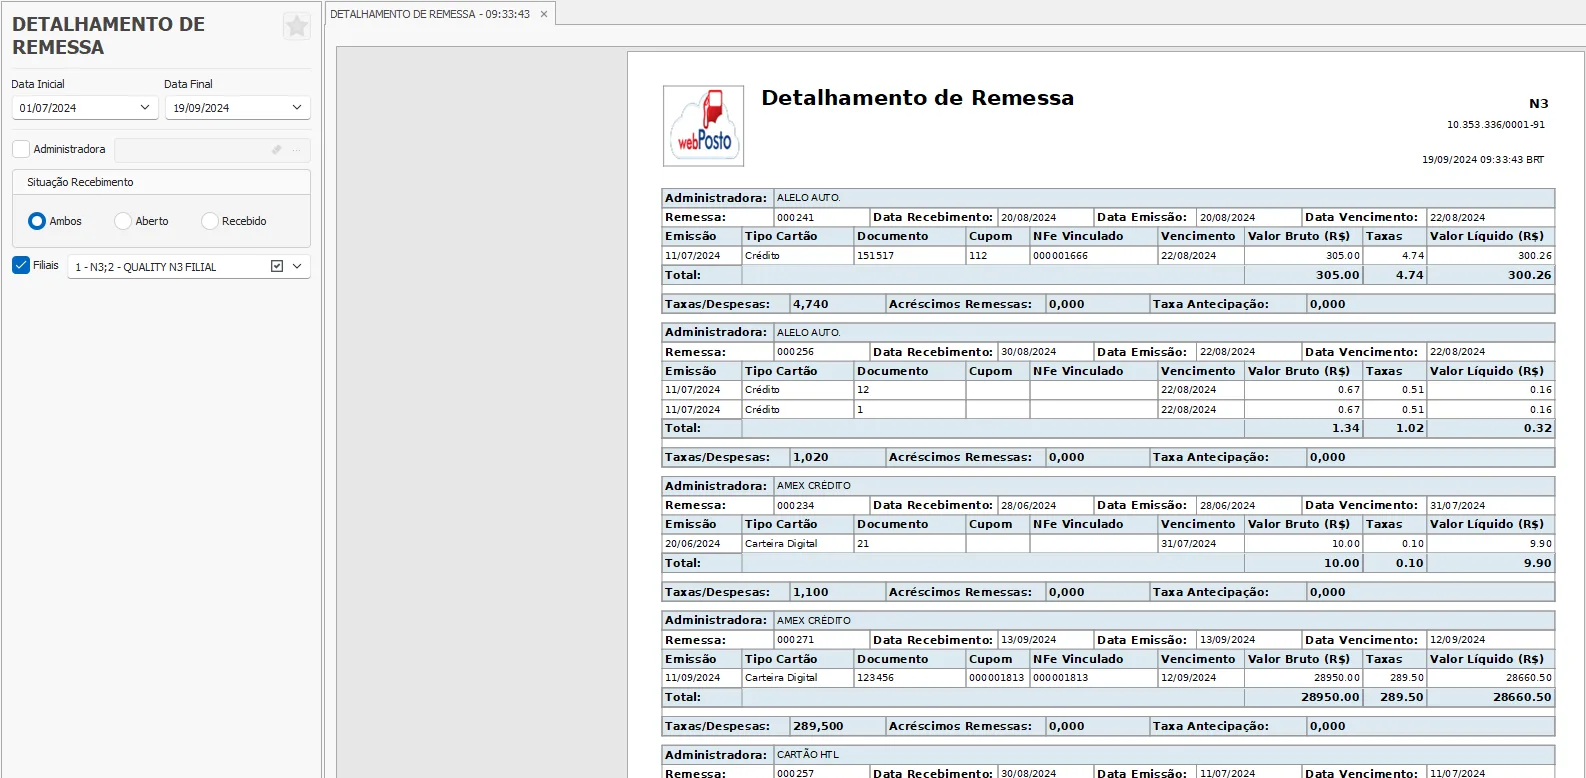 DETALHAMENTO DE REMESSA
Data Inicial
Data Final
01/07/2024
19/09/2024
Administradora
...
Situação Recebimento
Ambos
Aberto
Recebido
Filiais
1 - N3;2 - QUALITY N3 FILIAL
DETALHAMENTO DE REMESSA - 09:33:43
webPosto
Detalhamento de Remessa
N3
10.353.336/0001-91
19/09/2024 09:33:43 BRT
Administradora: ALELO AUTO.
Remessa: 000241 Data Recebimento: 20/08/2024 Data Emissão: 20/08/2024 Data Vencimento: 22/08/2024
Emissão Tipo Cartão Documento Cupom NFe Vinculado Vencimento Valor Bruto (R$) Taxas Valor Líquido (R$)
11/07/2024 Crédito 151517 112 000001666 22/08/2024 305.00 4.74 300.26
Total: 305.00 4.74 300.26
Taxas/Despesas: 4,740 Acréscimos Remessas: 0,000 Taxa Antecipação: 0,000
Administradora: ALELO AUTO.
Remessa: 000256 Data Recebimento: 30/08/2024 Data Emissão: 22/08/2024 Data Vencimento: 22/08/2024
Emissão Tipo Cartão Documento Cupom NFe Vinculado Vencimento Valor Bruto (R$) Taxas Valor Líquido (R$)
11/07/2024 Crédito 12 22/08/2024 0.67 0.51 0.16
11/07/2024 Crédito 1 22/08/2024 0.67 0.51 0.16
Total: 1.34 1.02 0.32
Taxas/Despesas: 1,020 Acréscimos Remessas: 0,000 Taxa Antecipação: 0,000
Administradora: AMEX CRÉDITO
Remessa: 000234 Data Recebimento: 28/06/2024 Data Emissão: 28/06/2024 Data Vencimento: 31/07/2024
Emissão Tipo Cartão Documento Cupom NFe Vinculado Vencimento Valor Bruto (R$) Taxas Valor Líquido (R$)
20/06/2024 Carteira Digital 21 31/07/2024 10.00 0.10 9.90
Total: 10.00 0.10 9.90
Taxas/Despesas: 1,100 Acréscimos Remessas: 0,000 Taxa Antecipação: 0,000
Administradora: AMEX CRÉDITO
Remessa: 000271 Data Recebimento: 13/09/2024 Data Emissão: 13/09/2024 Data Vencimento: 12/09/2024
Emissão Tipo Cartão Documento Cupom NFe Vinculado Vencimento Valor Bruto (R$) Taxas Valor Líquido (R$)
11/09/2024 Carteira Digital 123456 000001813 000001813 12/09/2024 28950.00 289.50 28660.50
Total: 28950.00 289.50 28660.50
Taxas/Despesas: 289,500 Acréscimos Remessas: 0,000 Taxa Antecipação: 0,000
Administradora: CARTÃO HTL
Remessa: 000257 Data Recebimento: 30/08/2024 Data Emissão: 11/07/2024 Data Vencimento: 11/07/2024